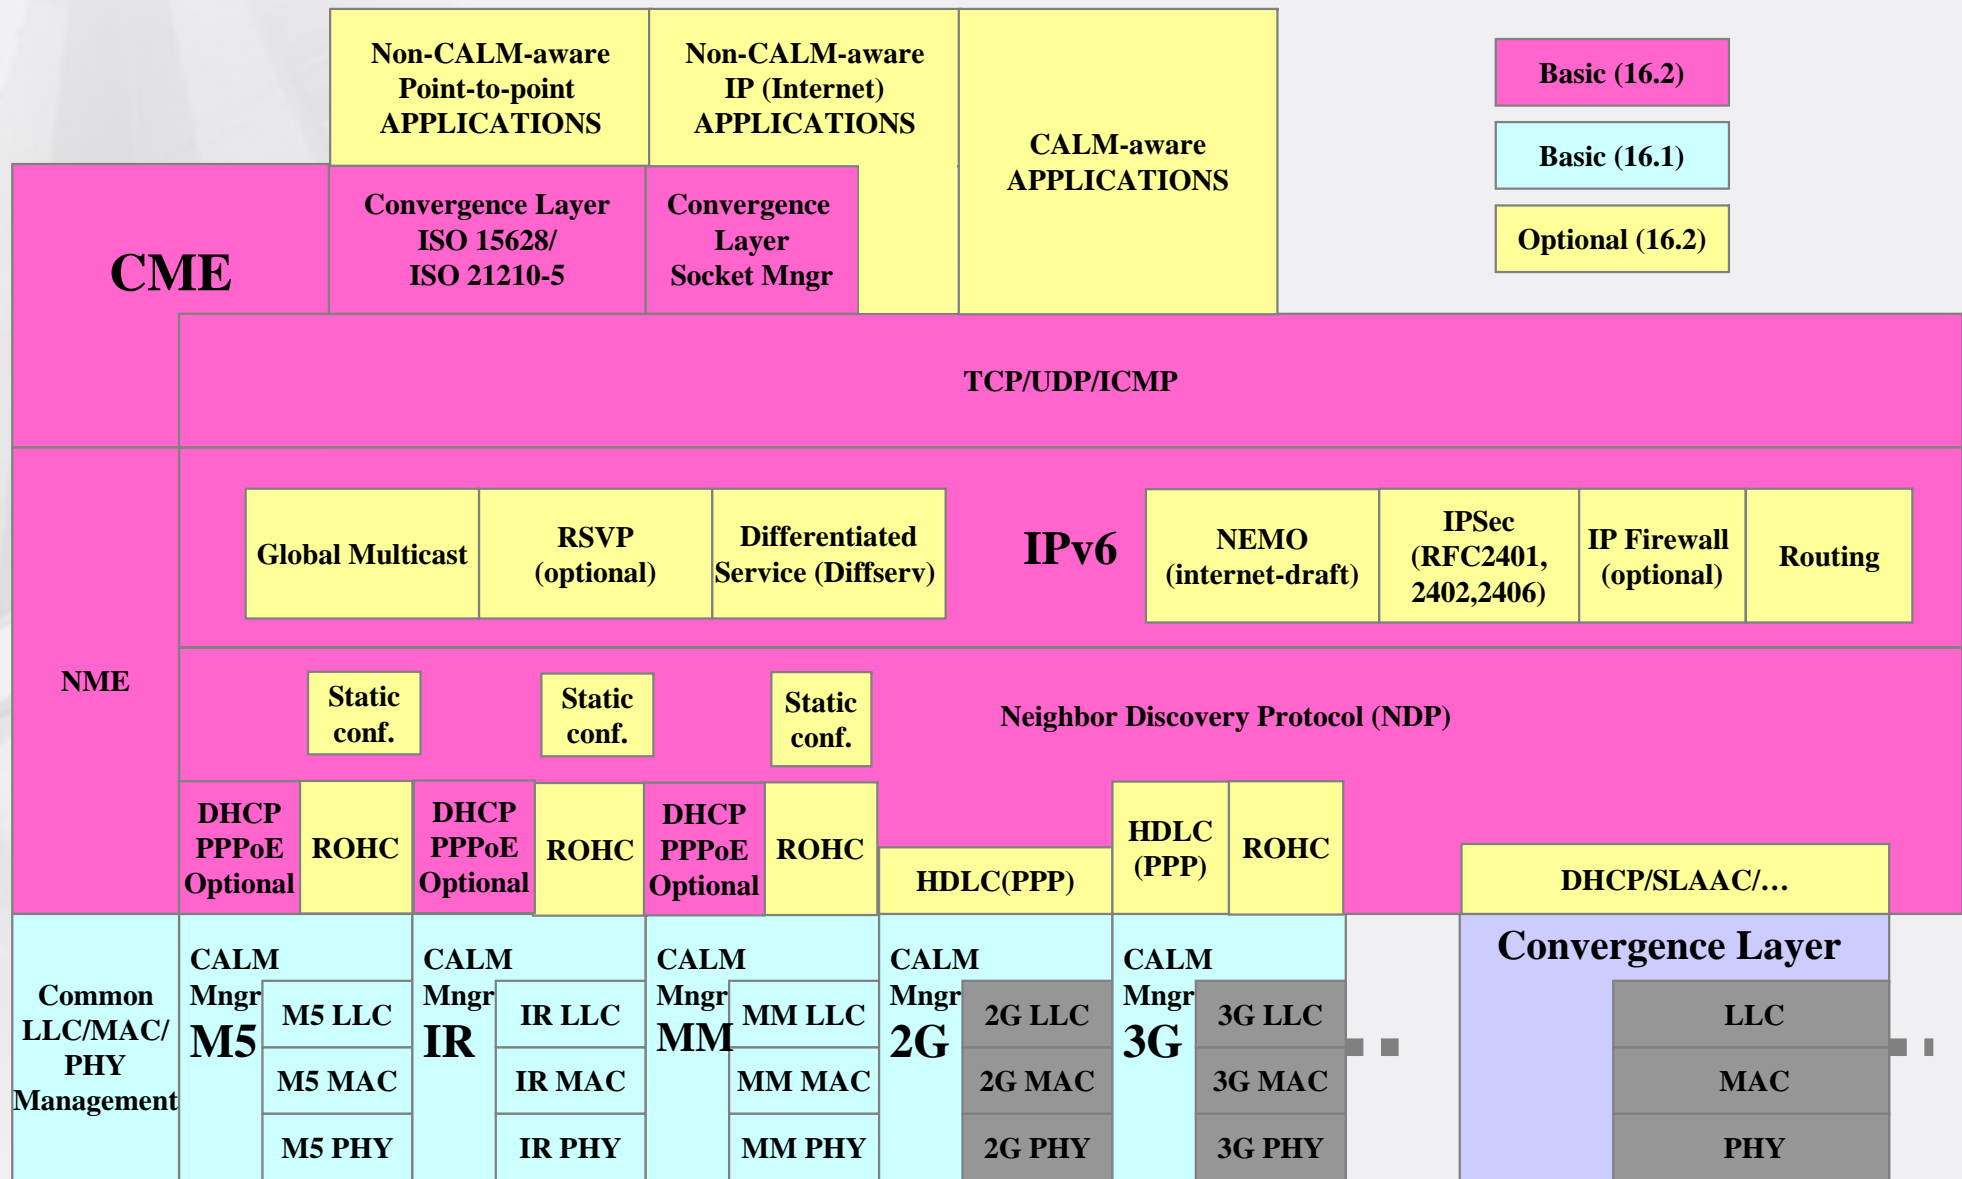 Non-CALM-aware
Point-to-point
APPLICATIONS
Non-CALM-aware
IP (Internet)
APPLICATIONS
CALM-aware
APPLICATIONS
Basic (16.2)
Basic (16.1)
Optional (16.2)
CME
Convergence Layer
ISO 15628/
ISO 21210-5
Convergence
Layer
Socket Mngr
TCP/UDP/ICMP
NME
Global Multicast
RSVP
(optional)
Differentiated
Service (Diffserv)
IPv6
NEMO
(internet-draft)
IPSec
(RFC2401,
2402,2406)
IP Firewall
(optional)
Routing
Static
conf.
Static
conf.
Static
conf.
Neighbor Discovery Protocol (NDP)
DHCP
PPPoE
Optional
ROHC
DHCP
PPPoE
Optional
ROHC
DHCP
PPPoE
Optional
ROHC
HDLC(PPP)
HDLC
(PPP)
ROHC
DHCP/SLAAC/…
Common
LLC/MAC/
PHY
Management
CALM
Mngr
M5
M5 LLC
M5 MAC
M5 PHY
CALM
Mngr
IR
IR LLC
IR MAC
IR PHY
CALM
Mngr
MM
MM LLC
MM MAC
MM PHY
CALM
Mngr
2G
2G LLC
2G MAC
2G PHY
CALM
Mngr
3G
3G LLC
3G MAC
3G PHY
Convergence Layer
LLC
MAC
PHY